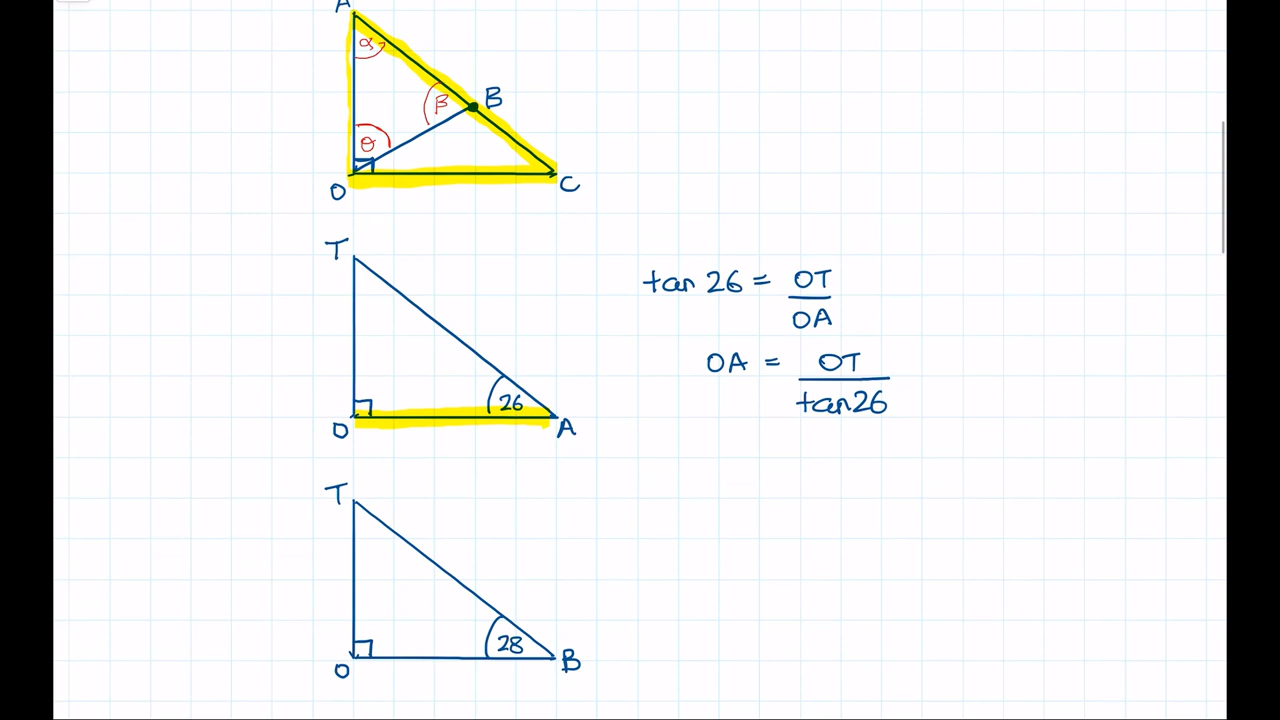 A
α
β
B
θ
O
C
T
tan 26 = OT
OA
OA = OT
tan26
26
O
A
T
28
O
B